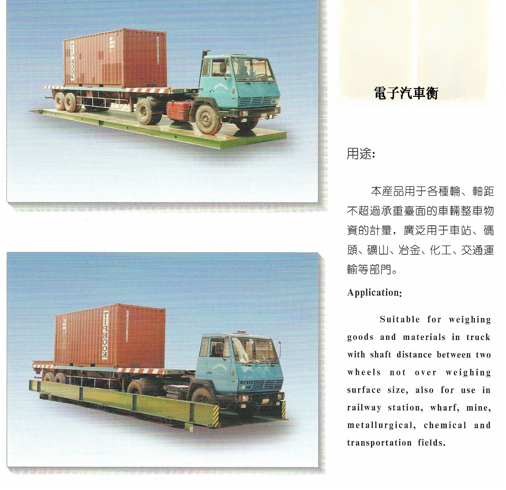 電子汽車衡
用途:
本産品用于各種輪、軸距
不超過承重臺面的車輛整車物
資的計量，廣泛用于車站、碼
頭、礦山、冶金、化工、交通運
輸等部門。
Application:
Suitable for weighing
goods and materials in truck
with shaft distance between two
wheels not over weighing
surface size, also for use in
railway station, wharf, mine,
metallurgical, chemical and
transportation fields.